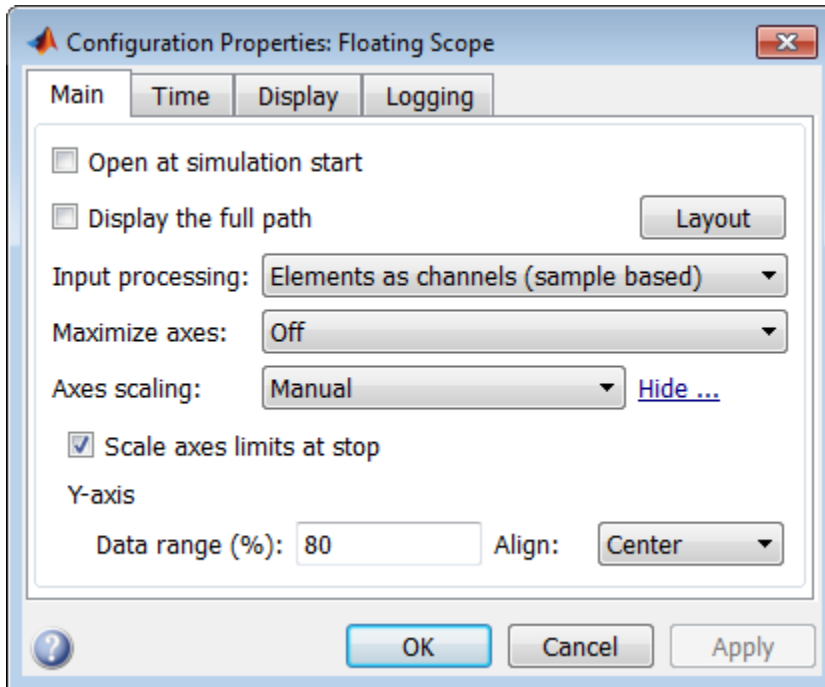 Configuration Properties: Floating Scope
Main Time Display Logging
Open at simulation start
Display the full path Layout
Input processing: Elements as channels (sample based)
Maximize axes: Off
Axes scaling: Manual Hide ...
Scale axes limits at stop
Y-axis
Data range (%): 80 Align: Center
? OK Cancel Apply